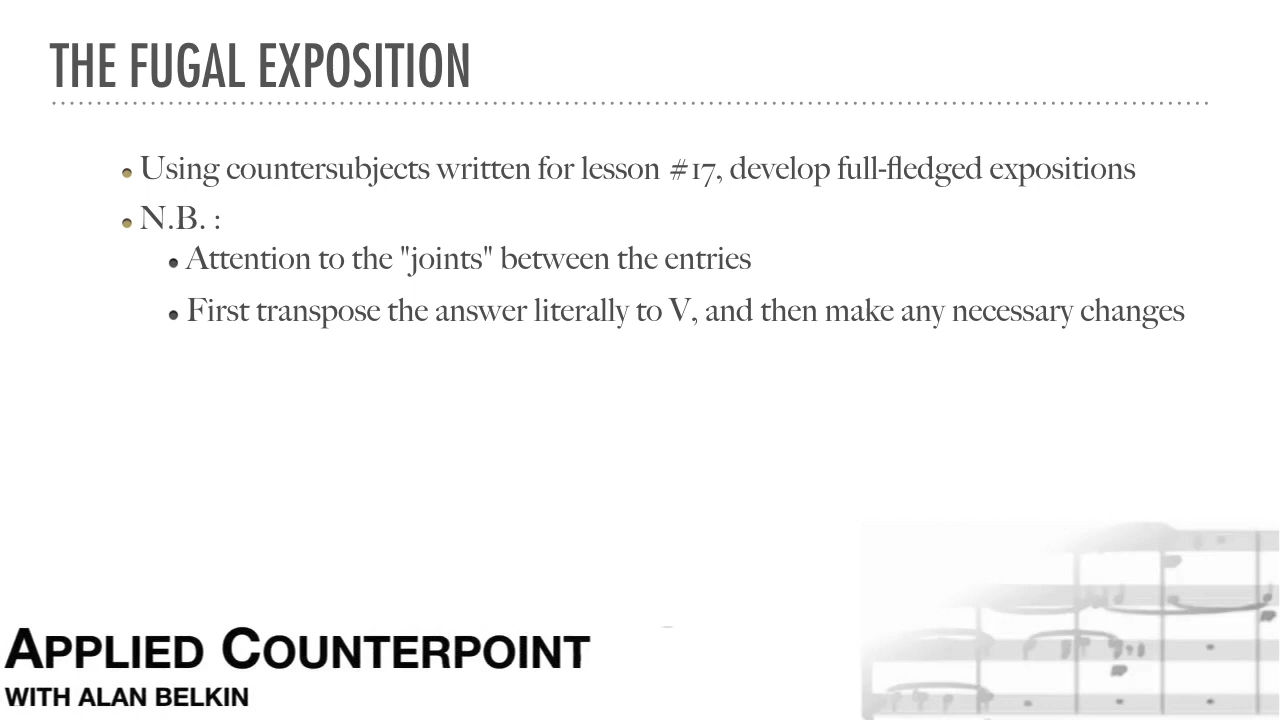 THE FUGAL EXPOSITION
Using countersubjects written for lesson #17, develop full-fledged expositions
N.B. :
Attention to the "joints" between the entries
First transpose the answer literally to V, and then make any necessary changes
APPLIED COUNTERPOINT
WITH ALAN BELKIN